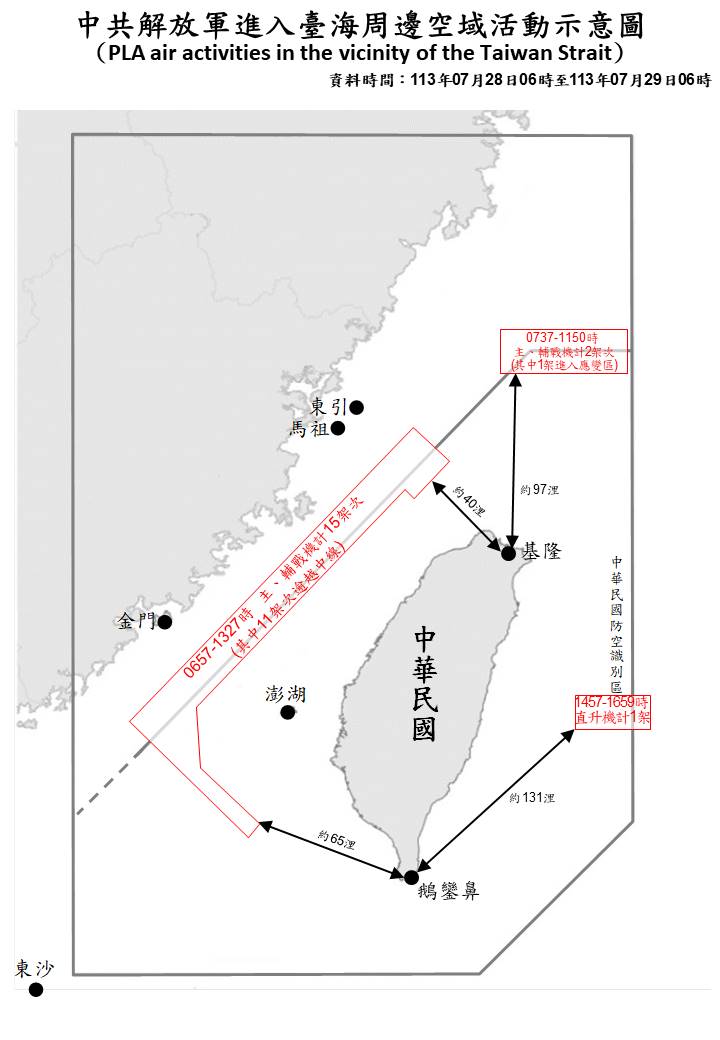 中共解放軍進入臺海周邊空域活動示意圖
（PLA air activities in the vicinity of the Taiwan Strait）
資料時間：113年07月28日06時至113年07月29日06時
0737-1150時
主、輔戰機計2架次
(其中1架進入應變區)
東引
馬祖
0657-1327時 主、輔戰機計15架次
(其中11架次逾越中線)
約40浬
約97浬
基隆
中華民國防空識別區
金門
中華民國
澎湖
1457-1659時
直升機計1架
約131浬
約65浬
鵝鑾鼻
東沙